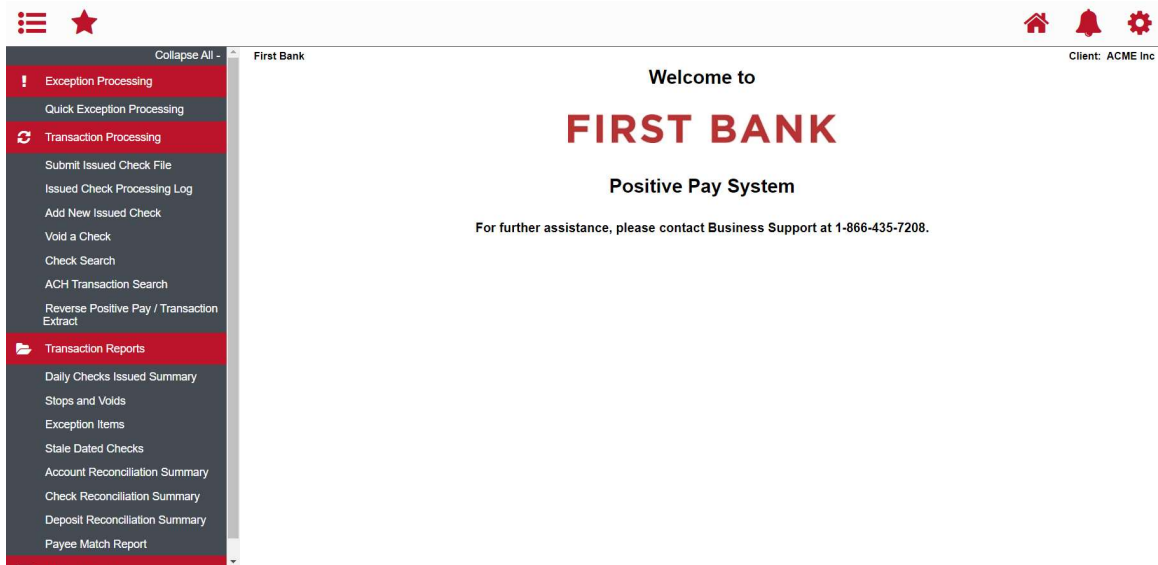 Collapse All -
Exception Processing
Quick Exception Processing
Transaction Processing
Submit Issued Check File
Issued Check Processing Log
Add New Issued Check
Void a Check
Check Search
ACH Transaction Search
Reverse Positive Pay / Transaction
Extract
Transaction Reports
Daily Checks Issued Summary
Stops and Voids
Exception Items
Stale Dated Checks
Account Reconciliation Summary
Check Reconciliation Summary
Deposit Reconciliation Summary
Payee Match Report
First Bank
Client: ACME Inc
Welcome to
FIRST BANK
Positive Pay System
For further assistance, please contact Business Support at 1-866-435-7208.